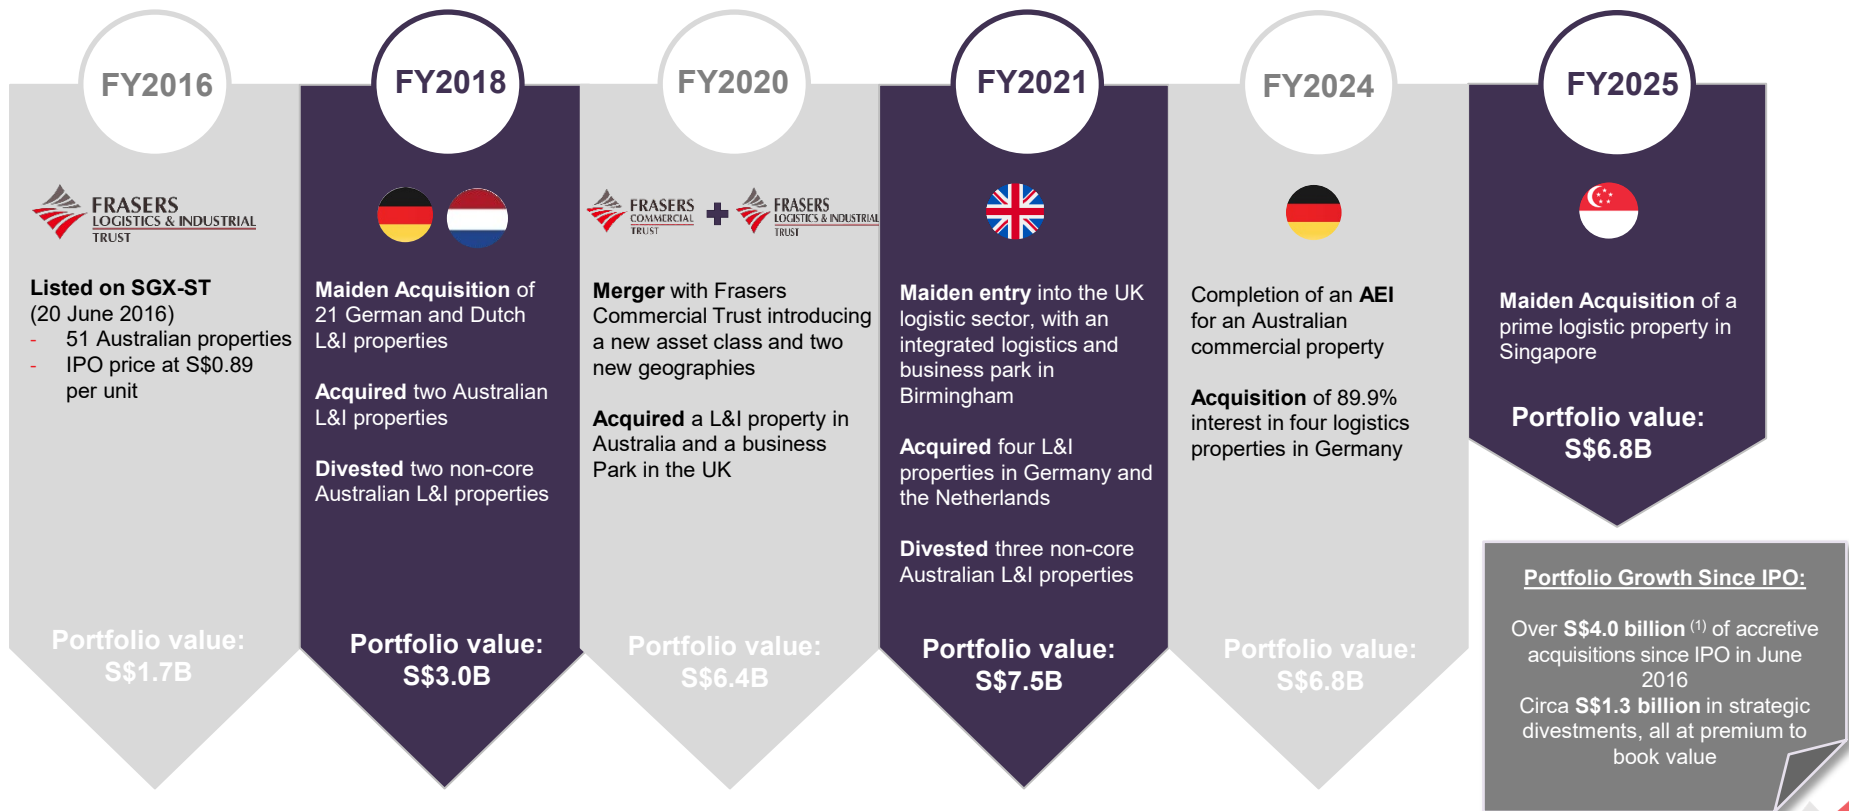 FY2016
FRASERS
LOGISTICS & INDUSTRIAL
TRUST
Listed on SGX-ST
(20 June 2016)
- 51 Australian properties
- IPO price at S$0.89
per unit
Portfolio value:
S$1.7B
FY2018
Maiden Acquisition of
21 German and Dutch
L&I properties
Acquired two Australian
L&I properties
Divested two non-core
Australian L&I properties
Portfolio value:
S$3.0B
FY2020
FRASERS
COMMERCIAL
TRUST
FRASERS
LOGISTICS & INDUSTRIAL
TRUST
Merger with Frasers
Commercial Trust introducing
a new asset class and two
new geographies
Acquired a L&I property in
Australia and a business
Park in the UK
Portfolio value:
S$6.4B
FY2021
Maiden entry into the UK
logistic sector, with an
integrated logistics and
business park in
Birmingham
Acquired four L&I
properties in Germany and
the Netherlands
Divested three non-core
Australian L&I properties
Portfolio value:
S$7.5B
FY2024
Completion of an AEI
for an Australian
commercial property
Acquisition of 89.9%
interest in four logistics
properties in Germany
Portfolio value:
S$6.8B
FY2025
Maiden Acquisition of a
prime logistic property in
Singapore
Portfolio value:
S$6.8B
Portfolio Growth Since IPO:
Over S$4.0 billion (1) of accretive
acquisitions since IPO in June
2016
Circa S$1.3 billion in strategic
divestments, all at premium to
book value